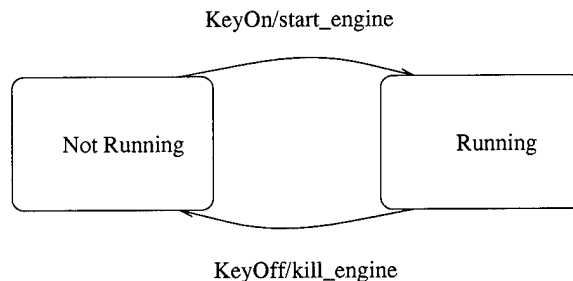 KeyOn/start_engine
Not Running
Running
KeyOff/kill_engine